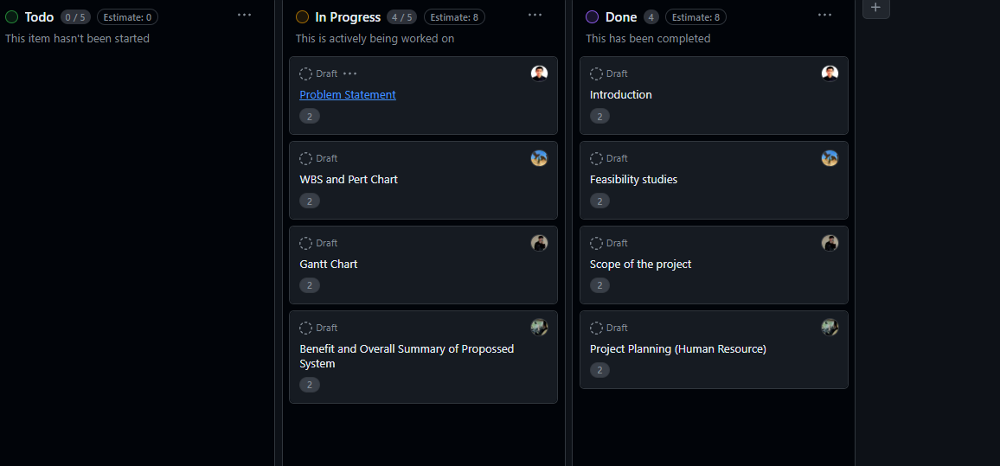 Todo 0 / 5 Estimate: 0 ...
This item hasn't been started
In Progress 4 / 5 Estimate: 8 ...
This is actively being worked on
Draft ...
Problem Statement
2
Draft
WBS and Pert Chart
2
Draft
Gantt Chart
2
Draft
Benefit and Overall Summary of Propossed
System
2
Done 4 Estimate: 8 ...
This has been completed
Draft
Introduction
2
Draft
Feasibility studies
2
Draft
Scope of the project
2
Draft
Project Planning (Human Resource)
2
+